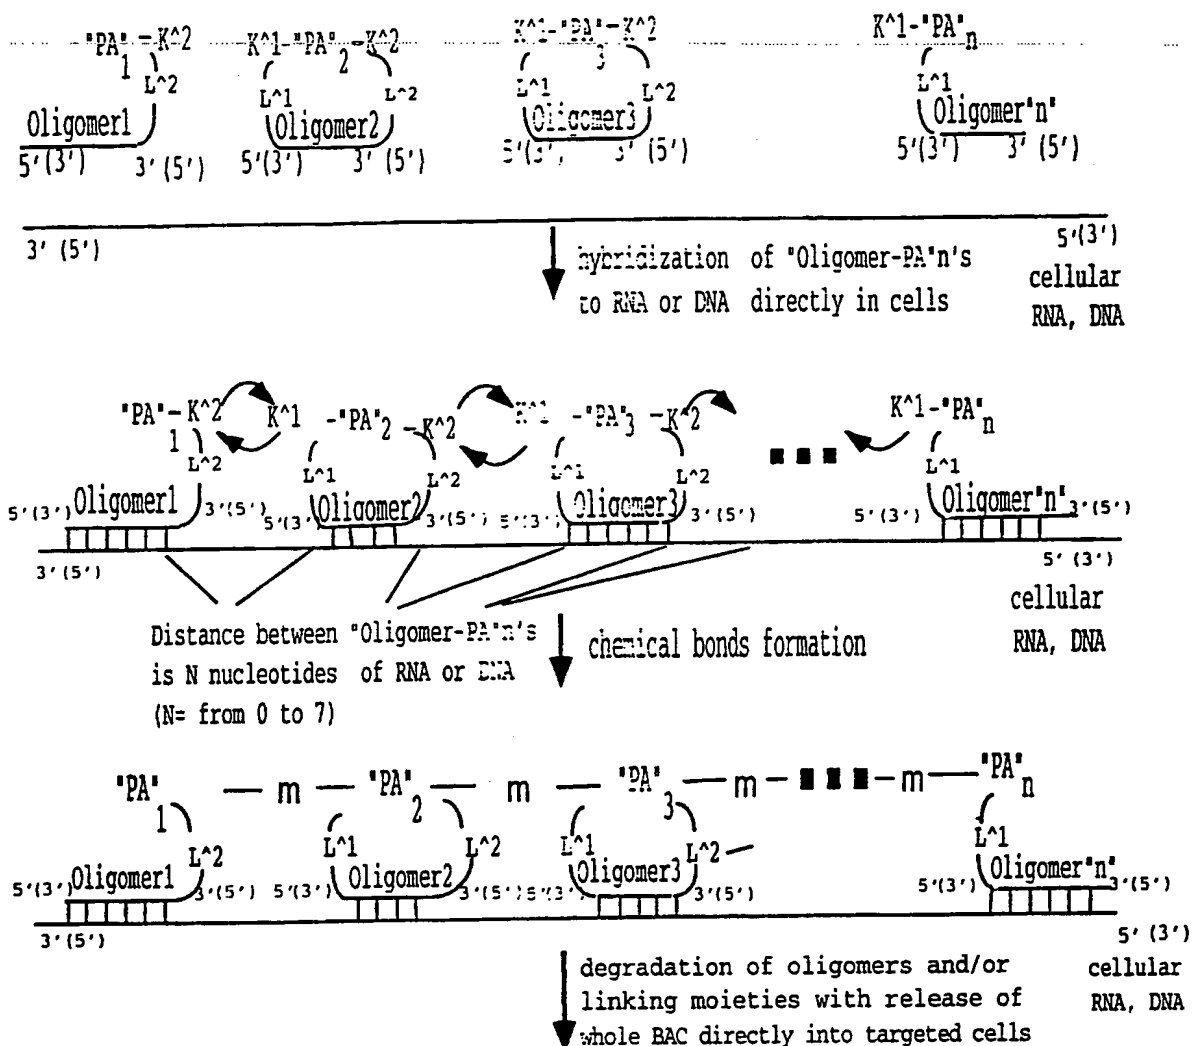 "PA"1 –K^2 K^1-"PA"2–K^2 K^1-"PA"3–K^2 K^1-"PA"n
L^2 L^1 L^2 L^1 L^2 L^1
Oligomer1 Oligomer2 Oligomer3 Oligomer"n"
5'(3') 3'(5') 5'(3') 3'(5') 5'(3') 3'(5') 5'(3') 3'(5')
3' (5') 5'(3')
hybridization of "Oligomer-PA"n's
to RNA or DNA directly in cells
cellular
RNA, DNA
"PA"1–K^2 K^1 -"PA"2 –K^2 K^1 -"PA"3 –K^2 ■■■ K^1-"PA"n
L^2 L^1 L^2 L^1 L^2 L^1
5'(3') Oligomer1 3'(5') 5'(3') Oligomer2 3'(5') 5'(3') Oligomer3 3'(5') 5'(3') Oligomer"n" 3'(5')
3'(5') 5' (3')
cellular
RNA, DNA
Distance between "Oligomer-PA"n's
is N nucleotides of RNA or DNA
(N= from 0 to 7)
chemical bonds formation
"PA"1 — m — "PA"2 — m — "PA"3 — m – ■■■ – m — "PA"n
L^2 L^1 L^2 L^1 L^2 L^1
5'(3') Oligomer1 3'(5') 5'(3') Oligomer2 3'(5') 5'(3') Oligomer3 3'(5') 5'(3') Oligomer"n" 3'(5')
3'(5') 5' (3')
degradation of oligomers and/or
linking moieties with release of
whole BAC directly into targeted cells
cellular
RNA, DNA